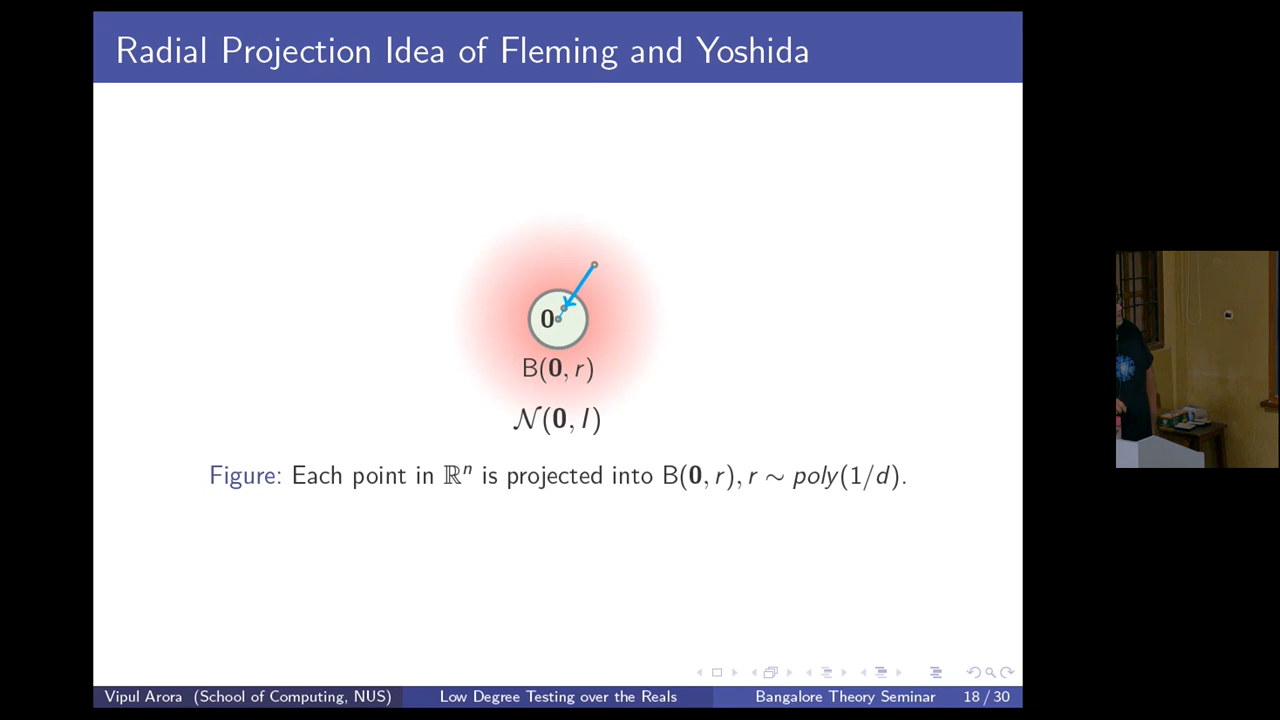 Radial Projection Idea of Fleming and Yoshida
0
B(0, r)
𝒩(0, I)
Figure: Each point in ℝⁿ is projected into B(0, r), r ∼ poly(1/d).
Vipul Arora (School of Computing, NUS) Low Degree Testing over the Reals Bangalore Theory Seminar 18 / 30